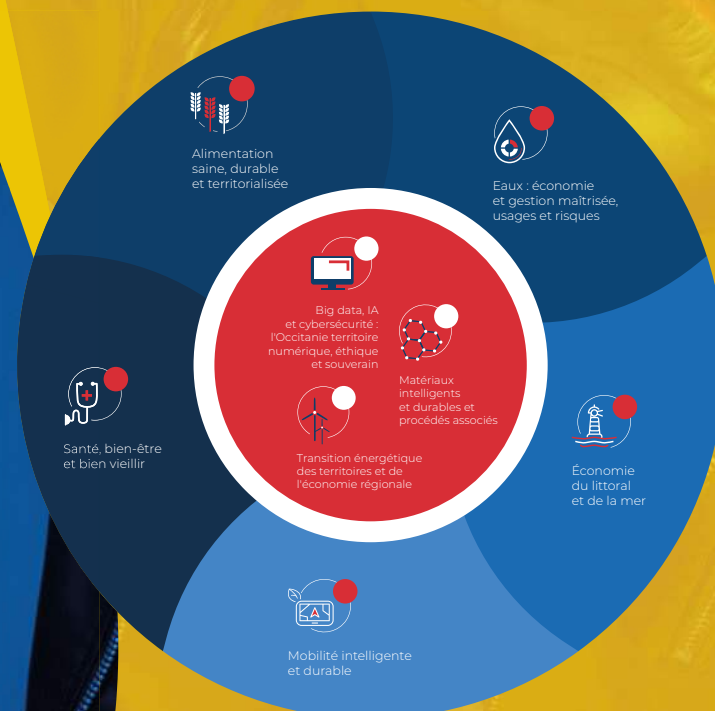 Alimentation
saine, durable
et territorialisée
Eaux : économie
et gestion maîtrisée,
usages et risques
Big data, IA
et cybersécurité :
l'Occitanie territoire
numérique, éthique
et souverain
Matériaux
intelligents
et durables et
procédés associés
Transition énergétique
des territoires et de
l'économie régionale
Santé, bien-être
et bien vieillir
Économie
du littoral
et de la mer
Mobilité intelligente
et durable